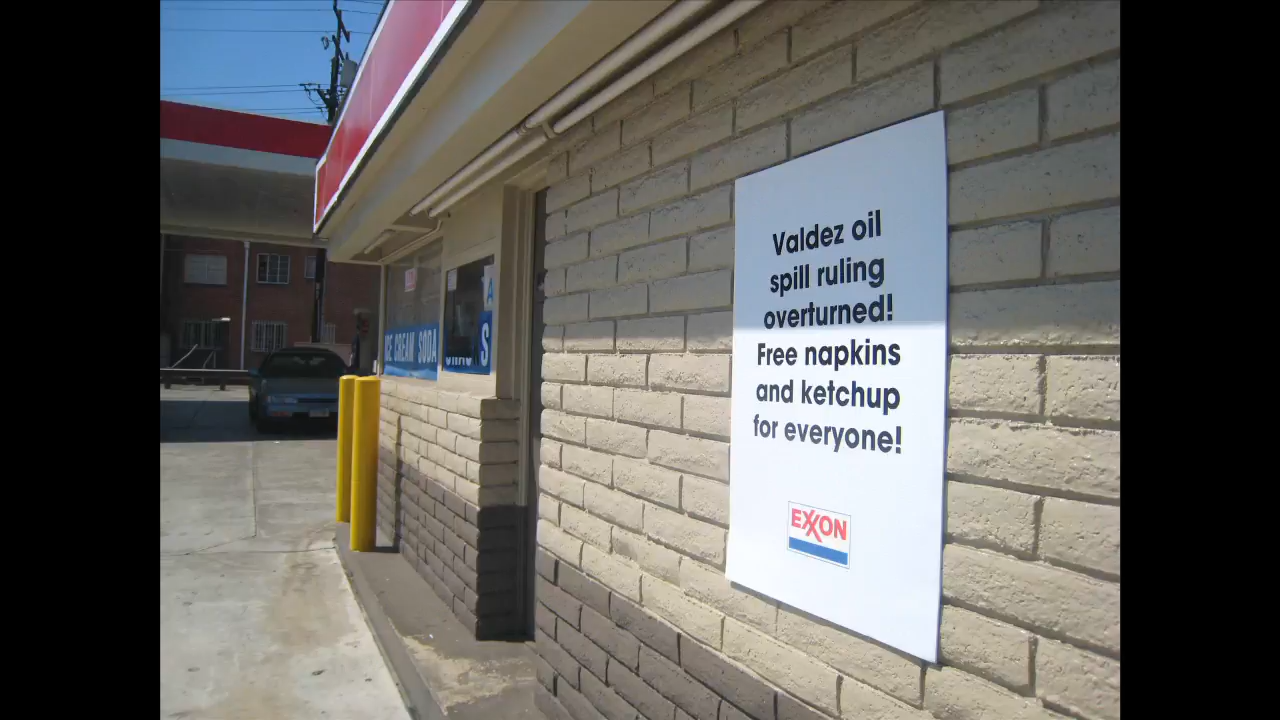 ICE CREAM SODA
S
A
Valdez oil
spill ruling
overturned!
Free napkins
and ketchup
for everyone!
EXXON